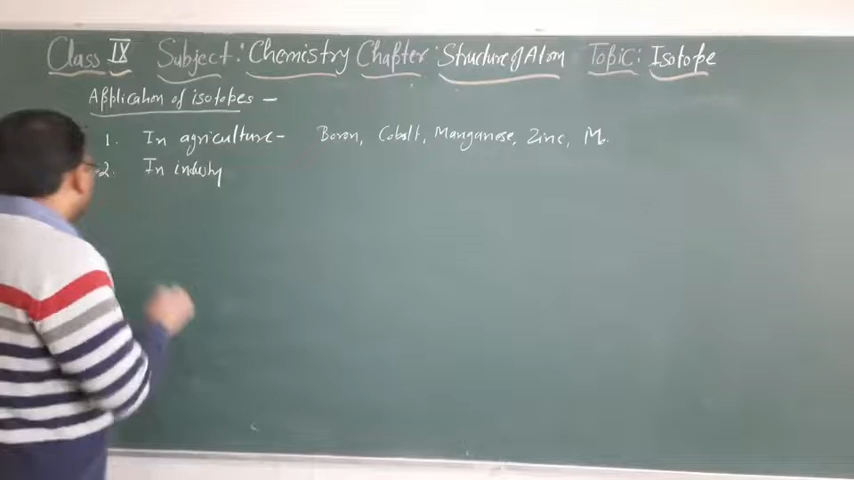 Class IX Subject: Chemistry Chapter: Structure of Atom Topic: Isotope
Application of isotopes -
1. In agriculture - Boron, Cobalt, Manganese, Zinc, M.
2. In industry